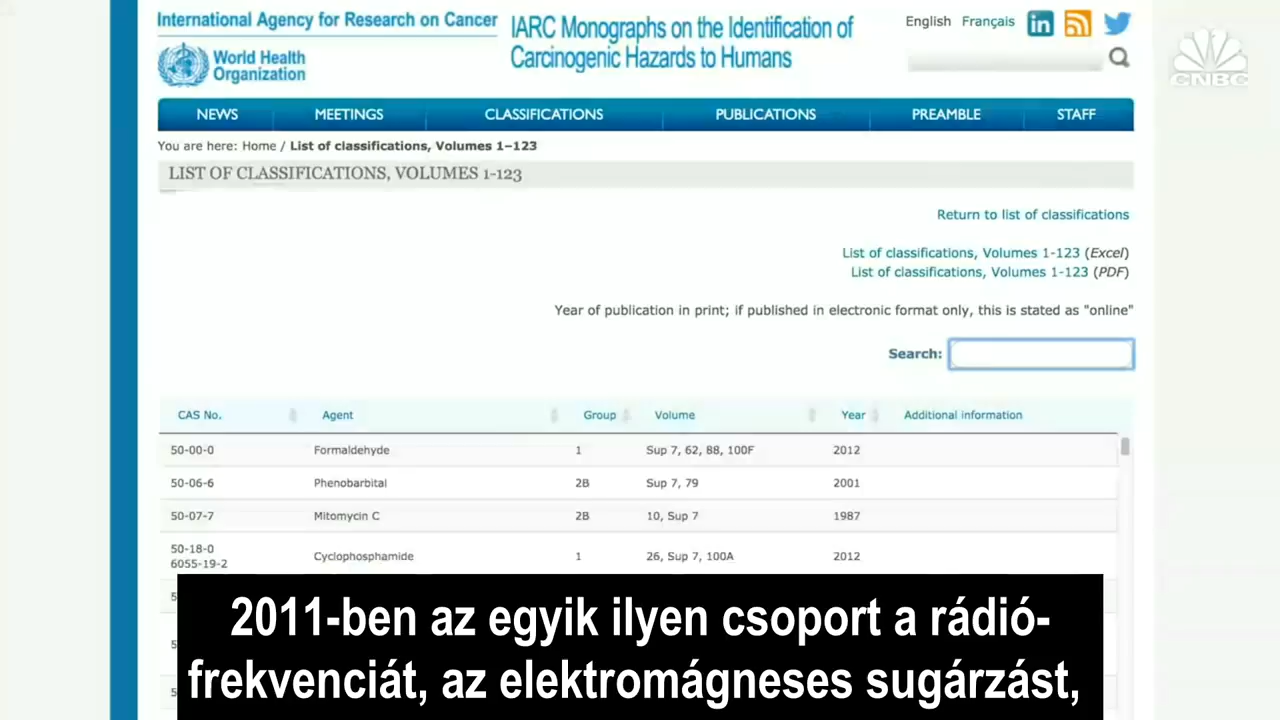 International Agency for Research on Cancer
World Health
Organization
IARC Monographs on the Identification of
Carcinogenic Hazards to Humans
English Français
in
CNBC
NEWS MEETINGS CLASSIFICATIONS PUBLICATIONS PREAMBLE STAFF
You are here: Home / List of classifications, Volumes 1–123
LIST OF CLASSIFICATIONS, VOLUMES 1-123
Return to list of classifications
List of classifications, Volumes 1-123 (Excel)
List of classifications, Volumes 1-123 (PDF)
Year of publication in print; if published in electronic format only, this is stated as "online"
Search:
CAS No. Agent Group Volume Year Additional information
50-00-0 Formaldehyde 1 Sup 7, 62, 88, 100F 2012
50-06-6 Phenobarbital 2B Sup 7, 79 2001
50-07-7 Mitomycin C 2B 10, Sup 7 1987
50-18-0
6055-19-2 Cyclophosphamide 1 26, Sup 7, 100A 2012
2011-ben az egyik ilyen csoport a rádió-
frekvenciát, az elektromágneses sugárzást,